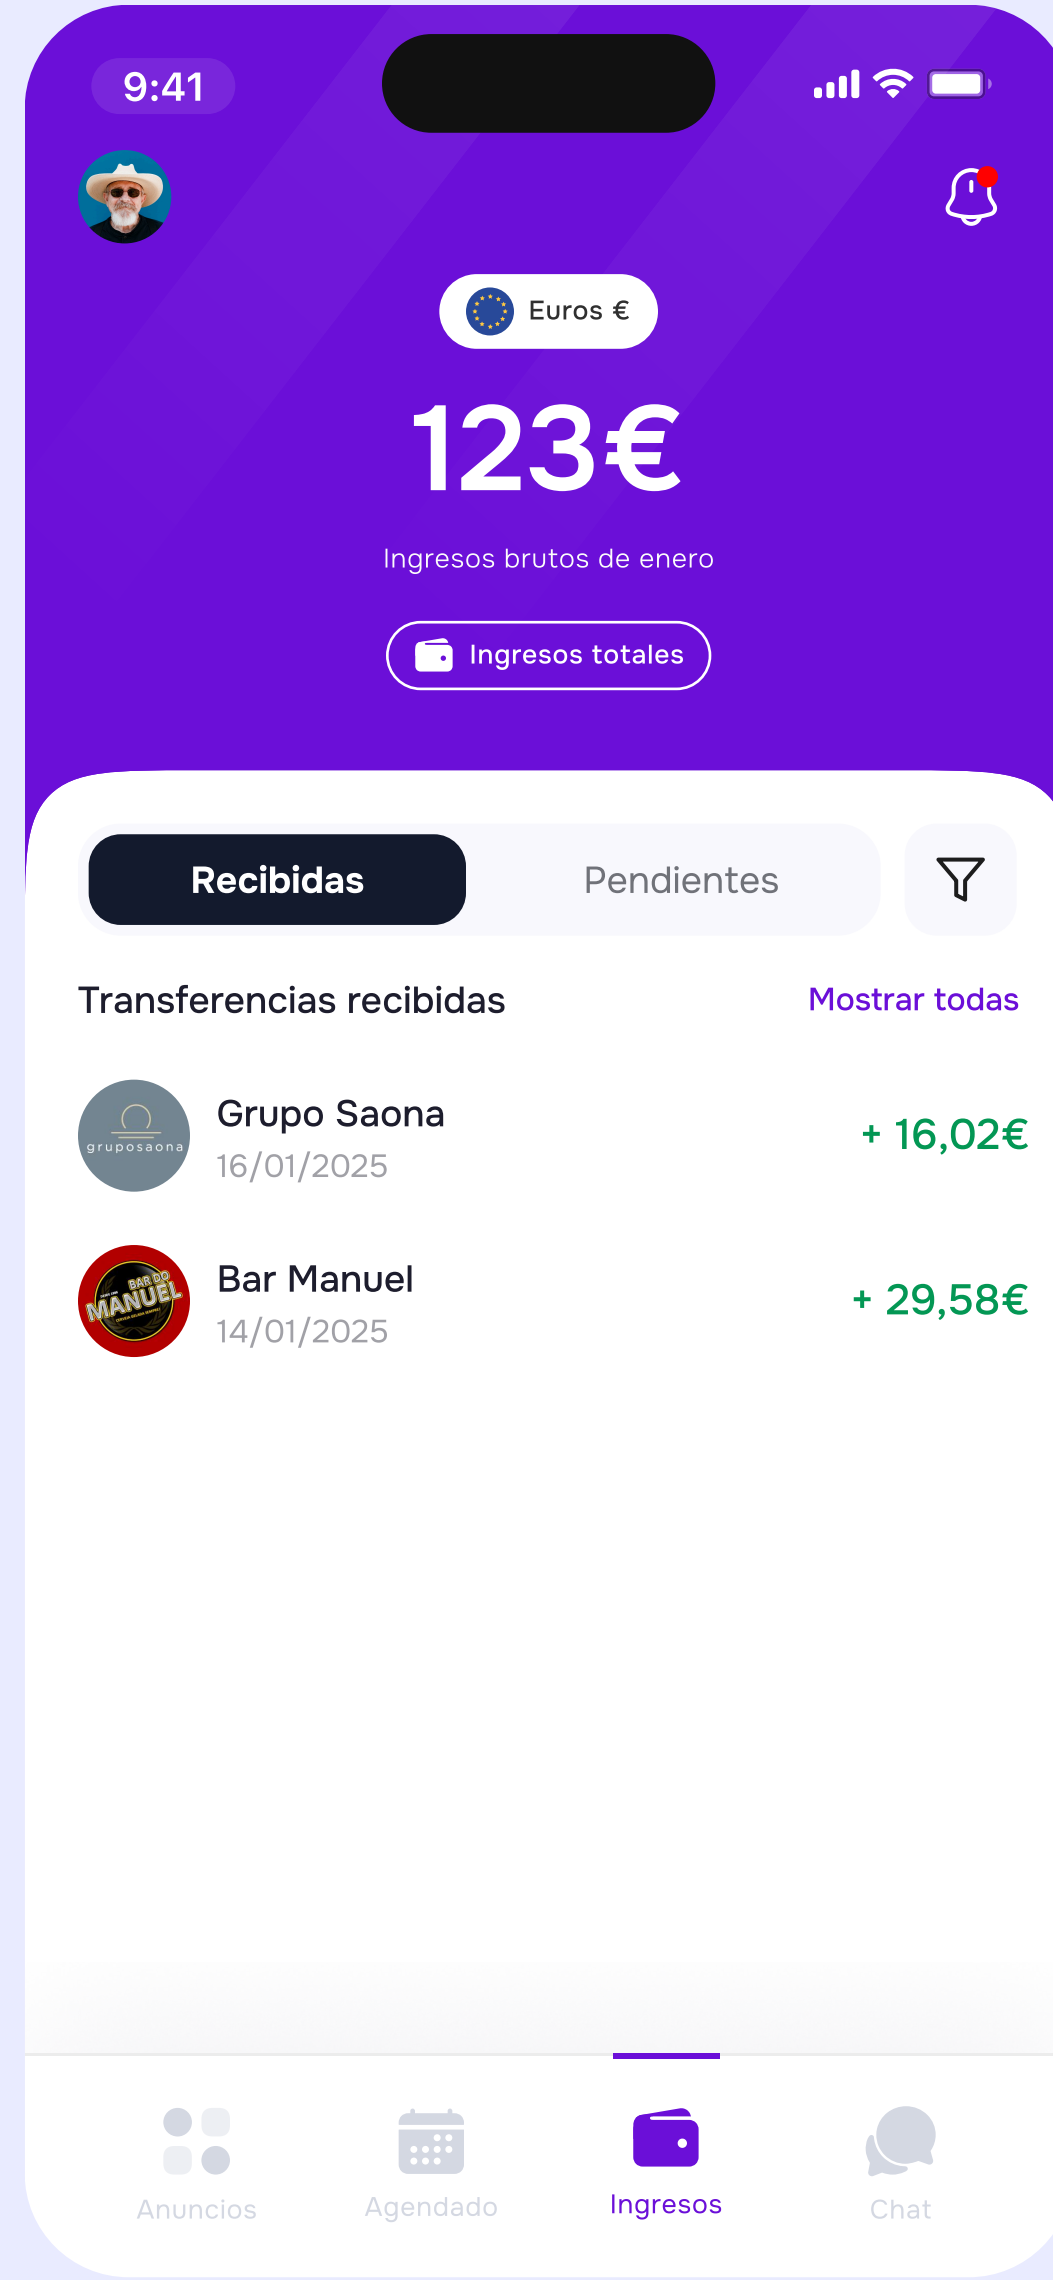 9:41
Euros €
123€
Ingresos brutos de enero
Ingresos totales
Recibidas
Pendientes
Transferencias recibidas
Mostrar todas
gruposaona
Grupo Saona
16/01/2025
+ 16,02€
BAR DO
MANUEL
Bar Manuel
14/01/2025
+ 29,58€
Anuncios
Agendado
Ingresos
Chat